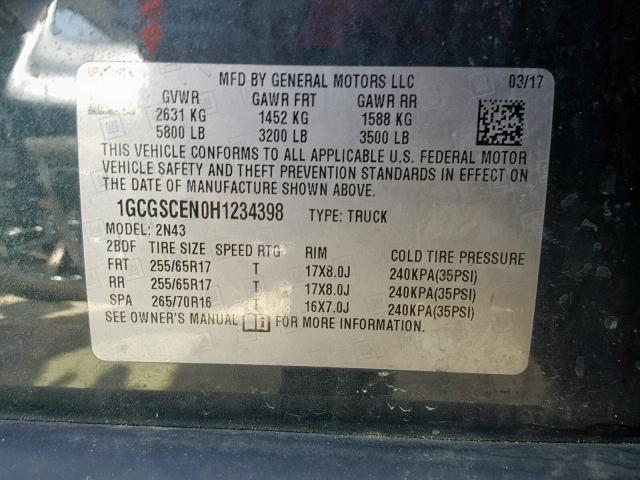 MFD BY GENERAL MOTORS LLC 03/17
GVWR GAWR FRT GAWR RR
2631 KG 1452 KG 1588 KG
5800 LB 3200 LB 3500 LB
THIS VEHICLE CONFORMS TO ALL APPLICABLE U.S. FEDERAL MOTOR
VEHICLE SAFETY AND THEFT PREVENTION STANDARDS IN EFFECT ON
THE DATE OF MANUFACTURE SHOWN ABOVE.
1GCGSCEN0H1234398 TYPE: TRUCK
MODEL: 2N43
2BDF TIRE SIZE SPEED RTG RIM COLD TIRE PRESSURE
FRT 255/65R17 T 17X8.0J 240KPA(35PSI)
RR 255/65R17 T 17X8.0J 240KPA(35PSI)
SPA 265/70R16 T 16X7.0J 240KPA(35PSI)
SEE OWNER'S MANUAL FOR MORE INFORMATION.